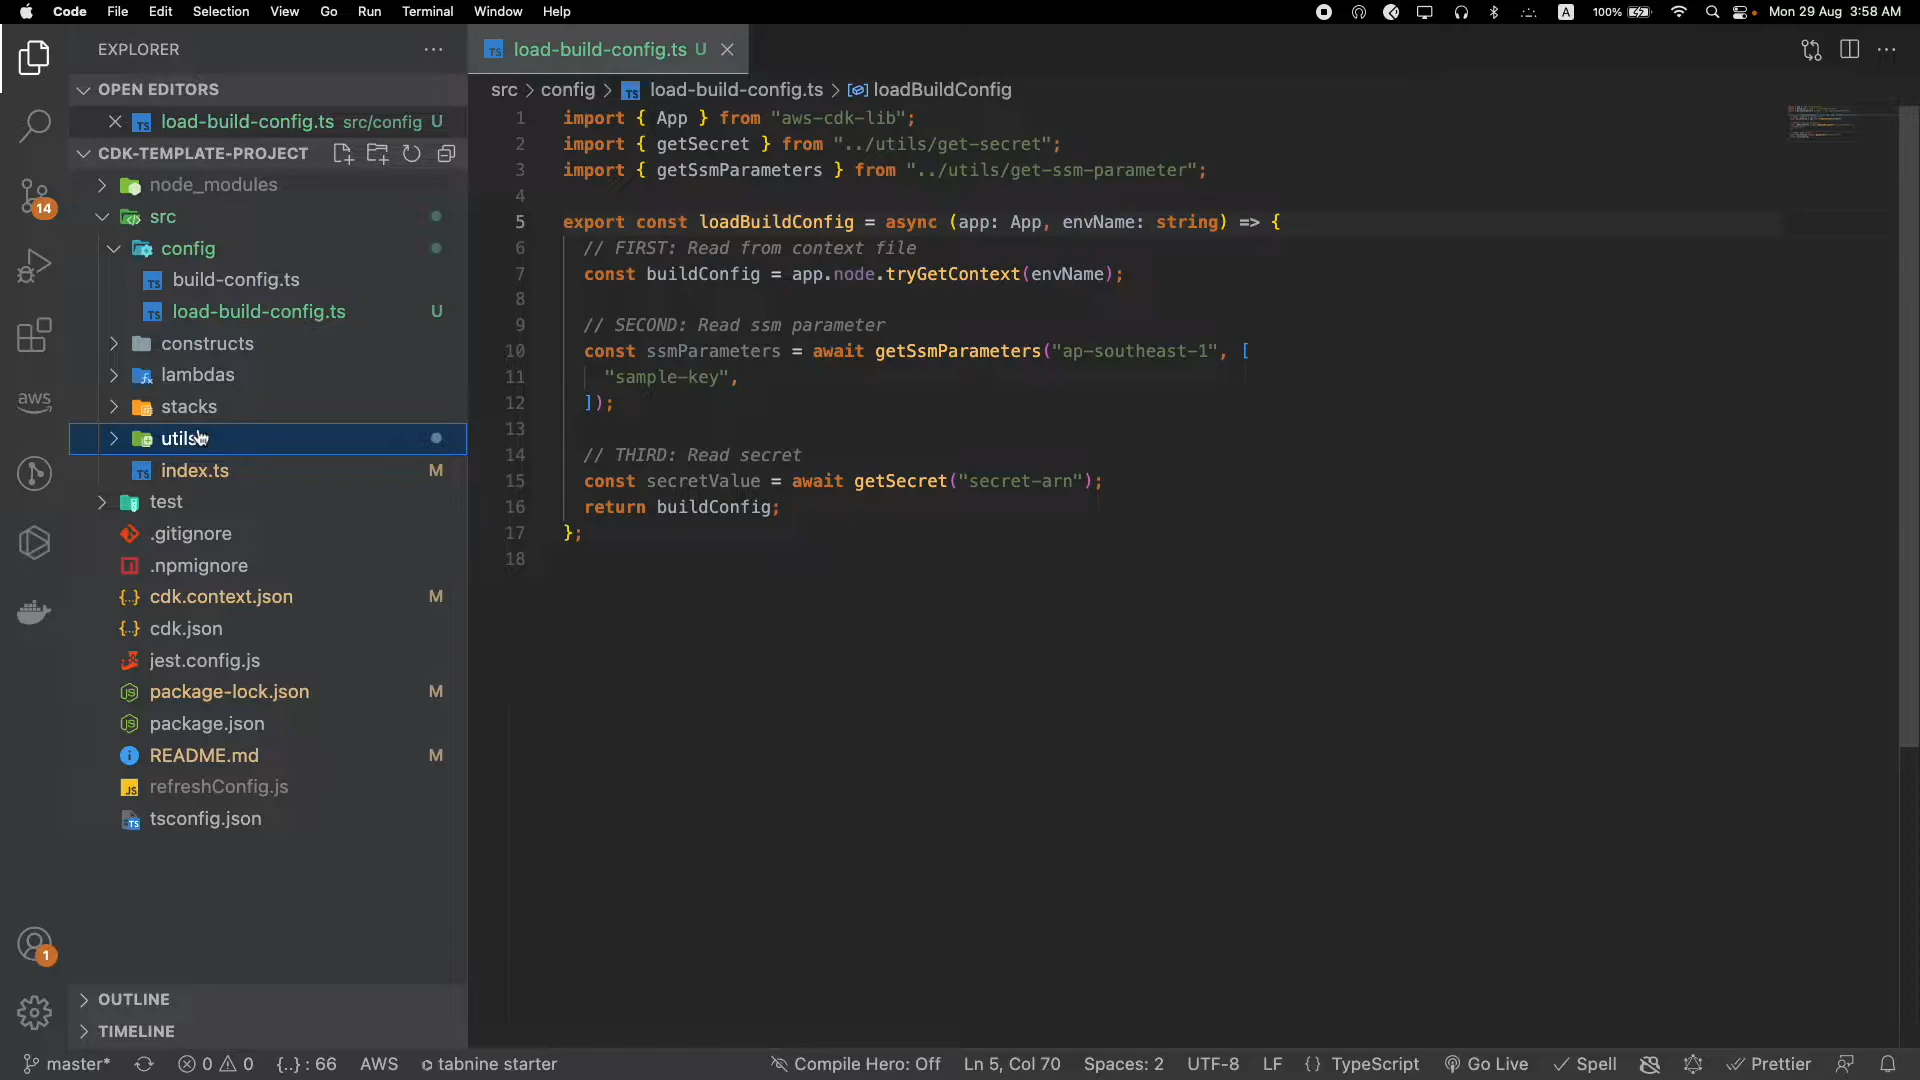 Code File Edit Selection View Go Run Terminal Window Help A 100% Mon 29 Aug 3:58 AM
EXPLORER
OPEN EDITORS
load-build-config.ts src/config U
CDK-TEMPLATE-PROJECT
node_modules
src
config
build-config.ts
load-build-config.ts U
constructs
lambdas
stacks
utils
index.ts M
test
.gitignore
.npmignore
cdk.context.json M
cdk.json
jest.config.js
package-lock.json M
package.json
README.md M
refreshConfig.js
tsconfig.json
OUTLINE
TIMELINE
14
aws
1
load-build-config.ts U
src > config > load-build-config.ts > loadBuildConfig
1 import { App } from "aws-cdk-lib";
2 import { getSecret } from "../utils/get-secret";
3 import { getSsmParameters } from "../utils/get-ssm-parameter";
4
5 export const loadBuildConfig = async (app: App, envName: string) => {
6 // FIRST: Read from context file
7 const buildConfig = app.node.tryGetContext(envName);
8
9 // SECOND: Read ssm parameter
10 const ssmParameters = await getSsmParameters("ap-southeast-1", [
11 "sample-key",
12 ]);
13
14 // THIRD: Read secret
15 const secretValue = await getSecret("secret-arn");
16 return buildConfig;
17 };
18
master* 0 0 {..} : 66 AWS tabnine starter Compile Hero: Off Ln 5, Col 70 Spaces: 2 UTF-8 LF {} TypeScript Go Live Spell Prettier